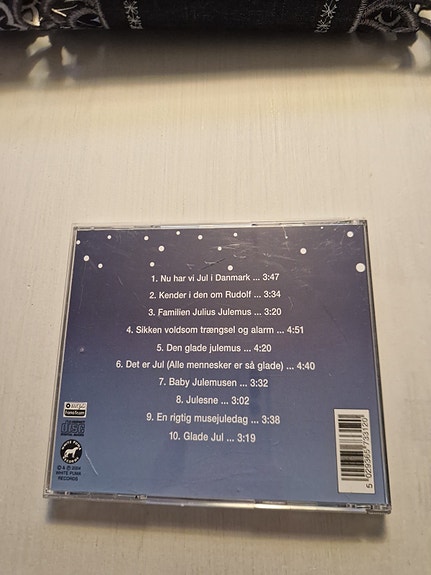 1. Nu har vi Jul i Danmark ... 3:47
2. Kender i den om Rudolf ... 3:34
3. Familien Julius Julemus ... 3:20
4. Sikken voldsom trængsel og alarm ... 4:51
5. Den glade julemus ... 4:20
6. Det er Jul (Alle mennesker er så glade) ... 4:40
7. Baby Julemusen ... 3:32
8. Julesne ... 3:02
9. En rigtig musejuledag ... 3:38
10. Glade Jul ... 3:19
WHITE PUMA
RECORDS
5 029365 733120